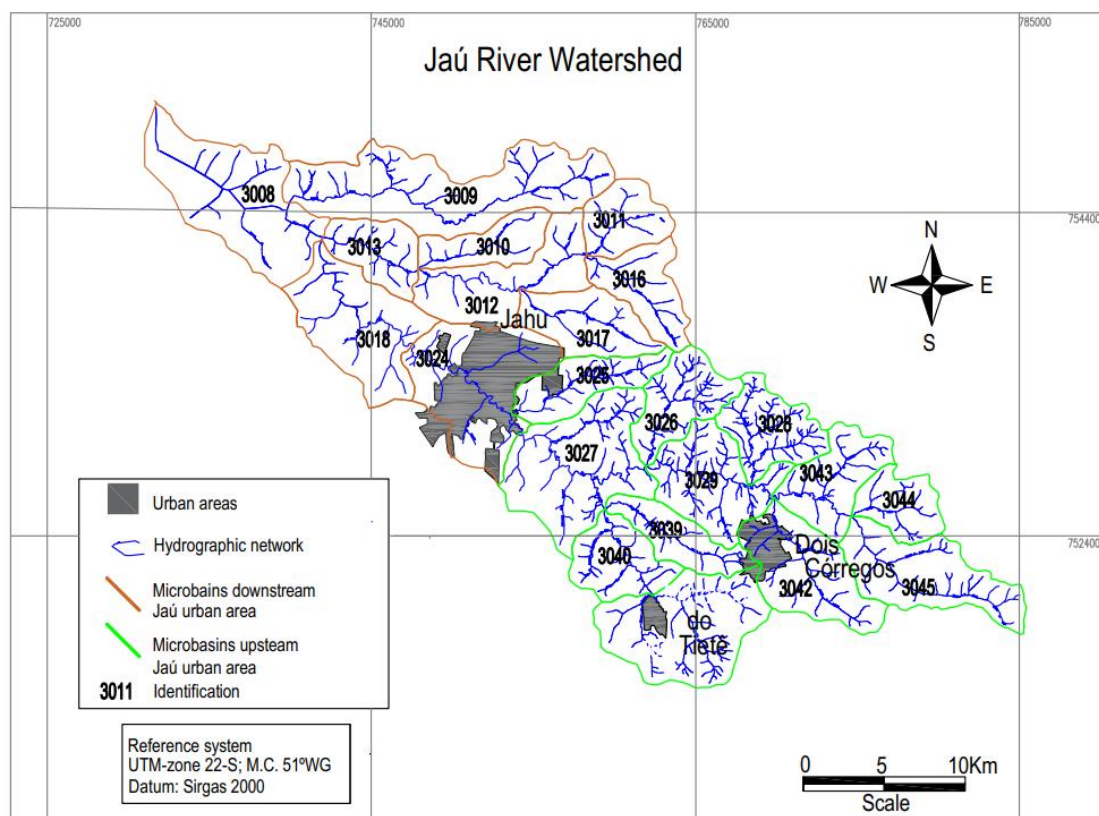 725000
745000
765000
785000
Jaú River Watershed
3008
3009
754400
3011
3013
3010
N
3016
W
E
3012
Jahu
S
3018
3017
3024
3025
3026
3028
3027
3043
3029
3044
Urban areas
3039
752400
Hydrographic network
Dois
3040
Córregos
3042
3045
Microbains downstream
Jaú urban area
do
Tietê
Microbasins upsteam
Jaú urban area
3011 Identification
Reference system
UTM-zone 22-S; M.C. 51ºWG
Datum: Sirgas 2000
0 5 10Km
Scale